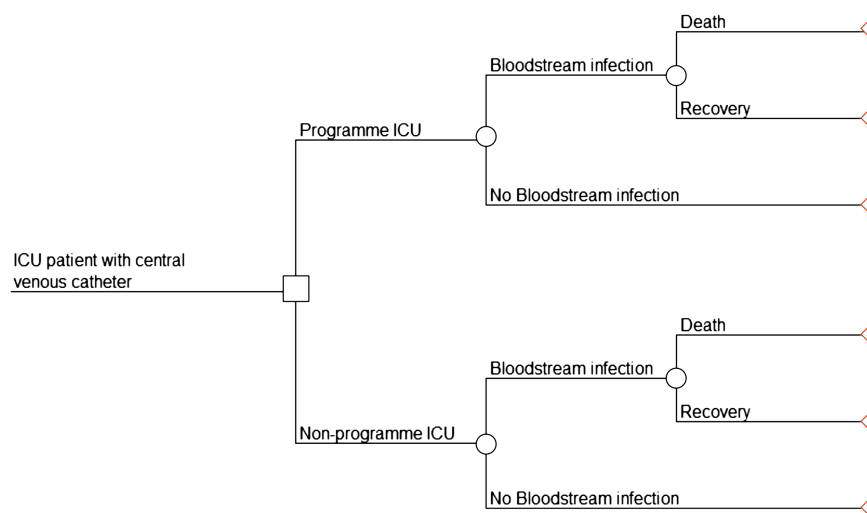 Death
Bloodstream infection
Recovery
Programme ICU
No Bloodstream infection
ICU patient with central
venous catheter
Death
Bloodstream infection
Recovery
Non-programme ICU
No Bloodstream infection